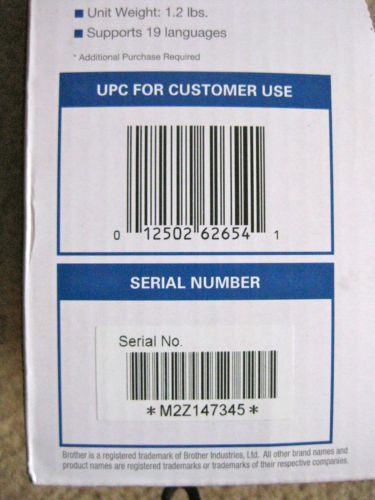 Unit Weight: 1.2 lbs.
Supports 19 languages
* Additional Purchase Required
UPC FOR CUSTOMER USE
0 12502 62654 1
SERIAL NUMBER
Serial No.
*M2Z147345*
Brother is a registered trademark of Brother Industries, Ltd. All other brand names and
product names are registered trademarks or trademarks of their respective companies.